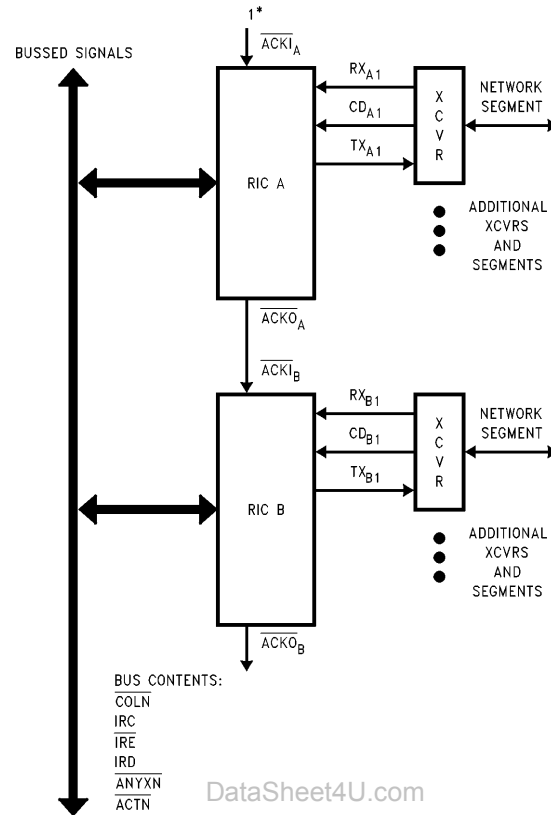 1*
ACKI_A
BUSSED SIGNALS
RX_A1
CD_A1
TX_A1
X
C
V
R
NETWORK
SEGMENT
RIC A
ADDITIONAL
XCVRS
AND
SEGMENTS
ACKO_A
ACKI_B
RX_B1
CD_B1
TX_B1
X
C
V
R
NETWORK
SEGMENT
RIC B
ADDITIONAL
XCVRS
AND
SEGMENTS
ACKO_B
BUS CONTENTS:
COLN
IRC
IRE
IRD
ANYXN
ACTN
DataSheet4U.com